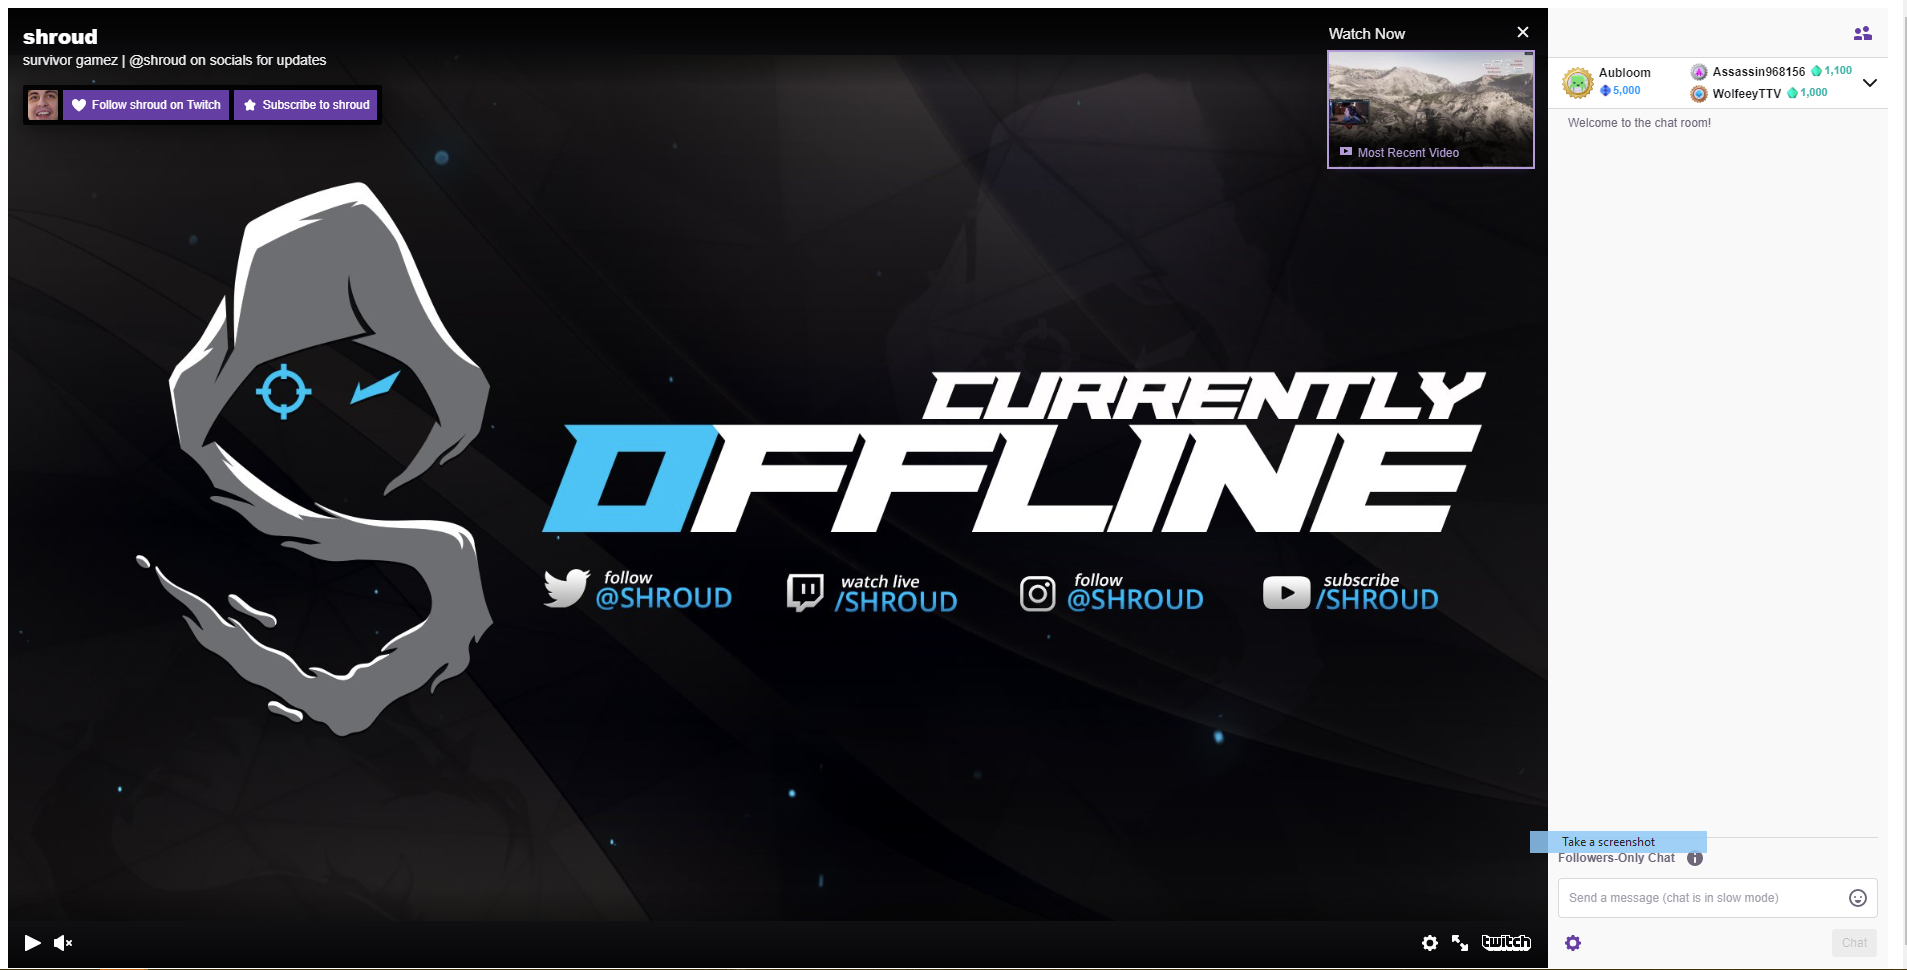 shroud
survivor gamez | @shroud on socials for updates
Follow shroud on Twitch
Subscribe to shroud
Watch Now
Most Recent Video
CURRENTLY
OFFLINE
follow
@SHROUD
watch live
/SHROUD
follow
@SHROUD
subscribe
/SHROUD
twitch
Aubloom
5,000
Assassin968156 1,100
WolfeeyTTV 1,000
Welcome to the chat room!
Take a screenshot
Followers-Only Chat
Send a message (chat is in slow mode)
Chat